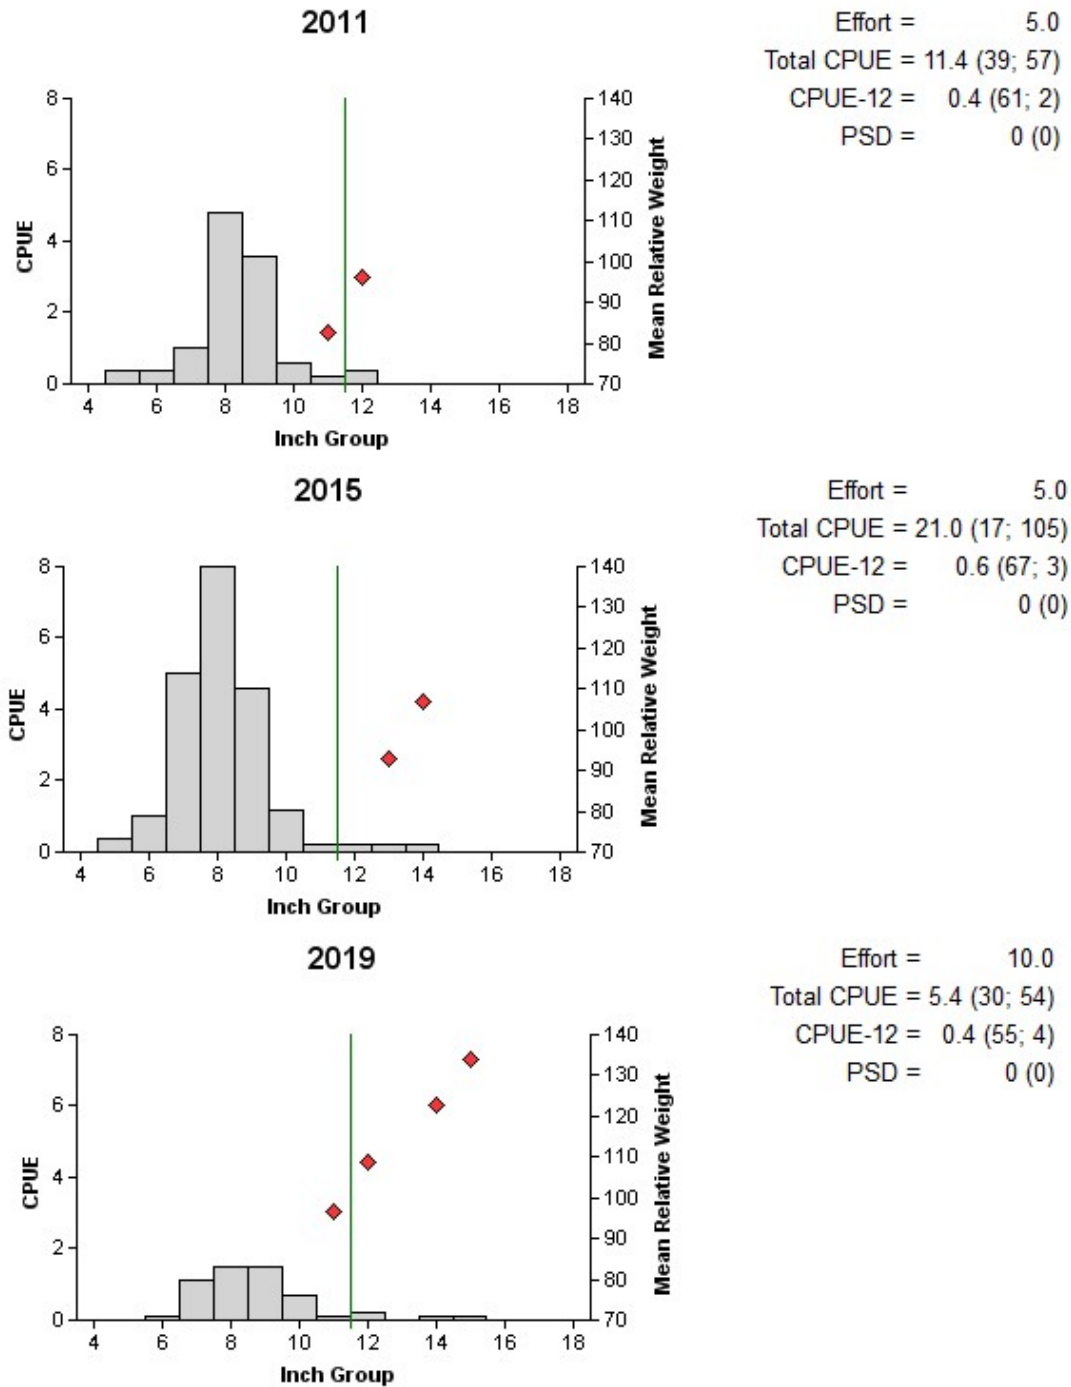 2011
Effort = 5.0
Total CPUE = 11.4 (39; 57)
CPUE-12 = 0.4 (61; 2)
PSD = 0 (0)
8
6
4
2
0
CPUE
140
130
120
110
100
90
80
70
Mean Relative Weight
4 6 8 10 12 14 16 18
Inch Group
2015
Effort = 5.0
Total CPUE = 21.0 (17; 105)
CPUE-12 = 0.6 (67; 3)
PSD = 0 (0)
8
6
4
2
0
CPUE
140
130
120
110
100
90
80
70
Mean Relative Weight
4 6 8 10 12 14 16 18
Inch Group
2019
Effort = 10.0
Total CPUE = 5.4 (30; 54)
CPUE-12 = 0.4 (55; 4)
PSD = 0 (0)
8
6
4
2
0
CPUE
140
130
120
110
100
90
80
70
Mean Relative Weight
4 6 8 10 12 14 16 18
Inch Group